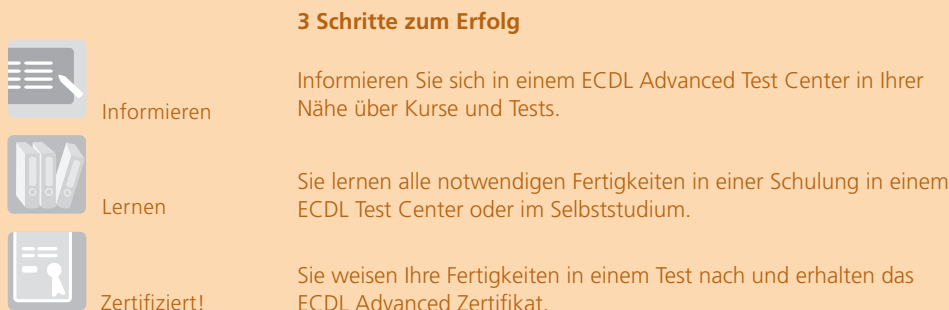 3 Schritte zum Erfolg
Informieren
Informieren Sie sich in einem ECDL Advanced Test Center in Ihrer
Nähe über Kurse und Tests.
Lernen
Sie lernen alle notwendigen Fertigkeiten in einer Schulung in einem
ECDL Test Center oder im Selbststudium.
Zertifiziert!
Sie weisen Ihre Fertigkeiten in einem Test nach und erhalten das
ECDL Advanced Zertifikat.